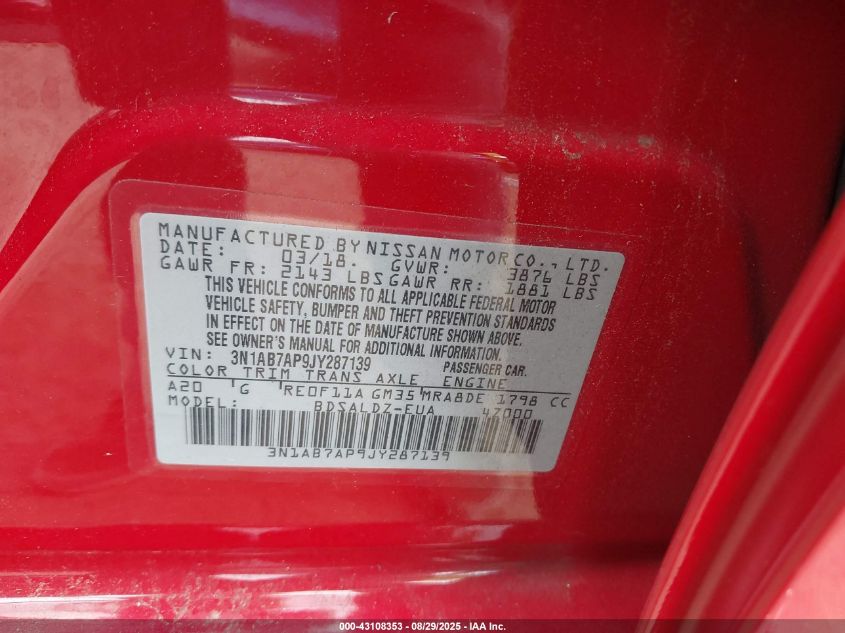 MANUFACTURED BY NISSAN MOTOR CO., LTD.
DATE: 03/18. GVWR: 3876 LBS
GAWR FR: 2143 LBS GAWR RR: 1881 LBS
THIS VEHICLE CONFORMS TO ALL APPLICABLE FEDERAL MOTOR
VEHICLE SAFETY, BUMPER AND THEFT PREVENTION STANDARDS
IN EFFECT ON THE DATE OF MANUFACTURE SHOWN ABOVE.
SEE OWNER'S MANUAL FOR ADDITIONAL INFORMATION.
VIN: 3N1AB7AP9JY287139 PASSENGER CAR.
COLOR TRIM TRANS AXLE ENGINE
A20 G RE0F11A GM35 MRA8DE 1798 CC
MODEL: BDSALDZ-EUA 47000
3N1AB7AP9JY287139
000-43108353 - 08/29/2025 - IAA Inc.